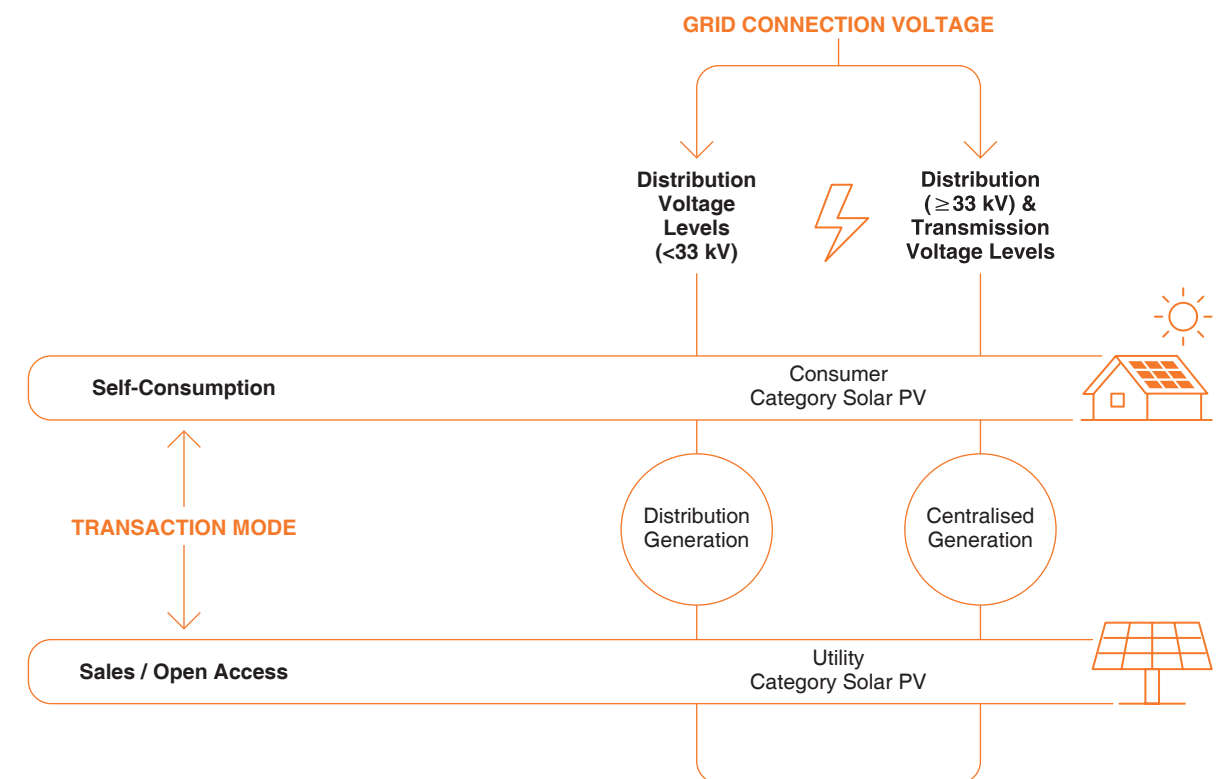 GRID CONNECTION VOLTAGE
Distribution
Voltage
Levels
(<33 kV)
Distribution
(≥33 kV) &
Transmission
Voltage Levels
Self-Consumption
Consumer
Category Solar PV
TRANSACTION MODE
Distribution
Generation
Centralised
Generation
Sales / Open Access
Utility
Category Solar PV